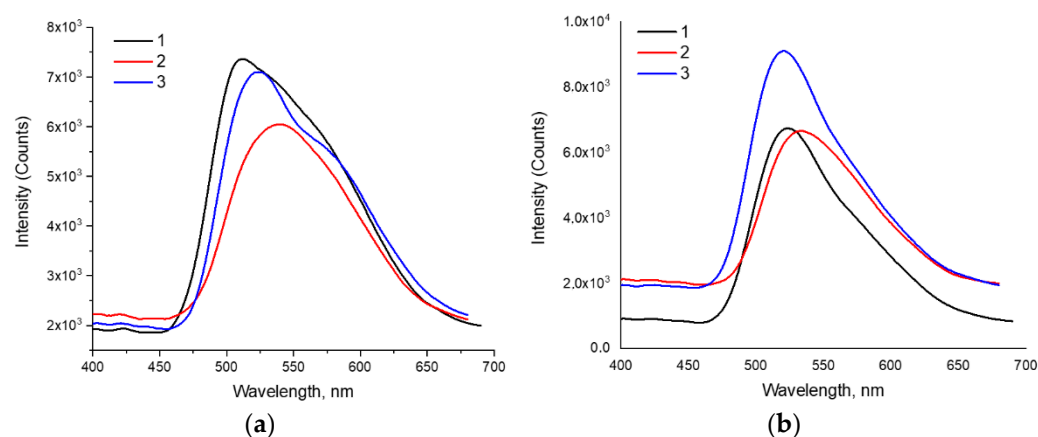 8x10³
7x10³
6x10³
5x10³
4x10³
3x10³
2x10³
Intensity (Counts)
1
2
3
400 450 500 550 600 650 700
Wavelength, nm
(a)
1.0x10⁴
8.0x10³
6.0x10³
4.0x10³
2.0x10³
0.0
Intensity (Counts)
1
2
3
400 450 500 550 600 650 700
Wavelength, nm
(b)